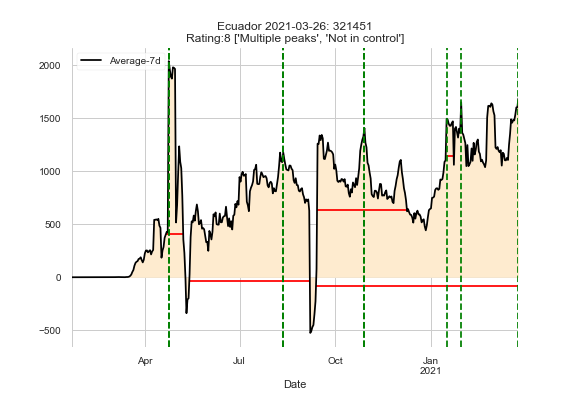 Ecuador 2021-03-26: 321451
Rating:8 ['Multiple peaks', 'Not in control']
Average-7d
2000
1500
1000
500
0
−500
Apr
Jul
Oct
Jan
2021
Date